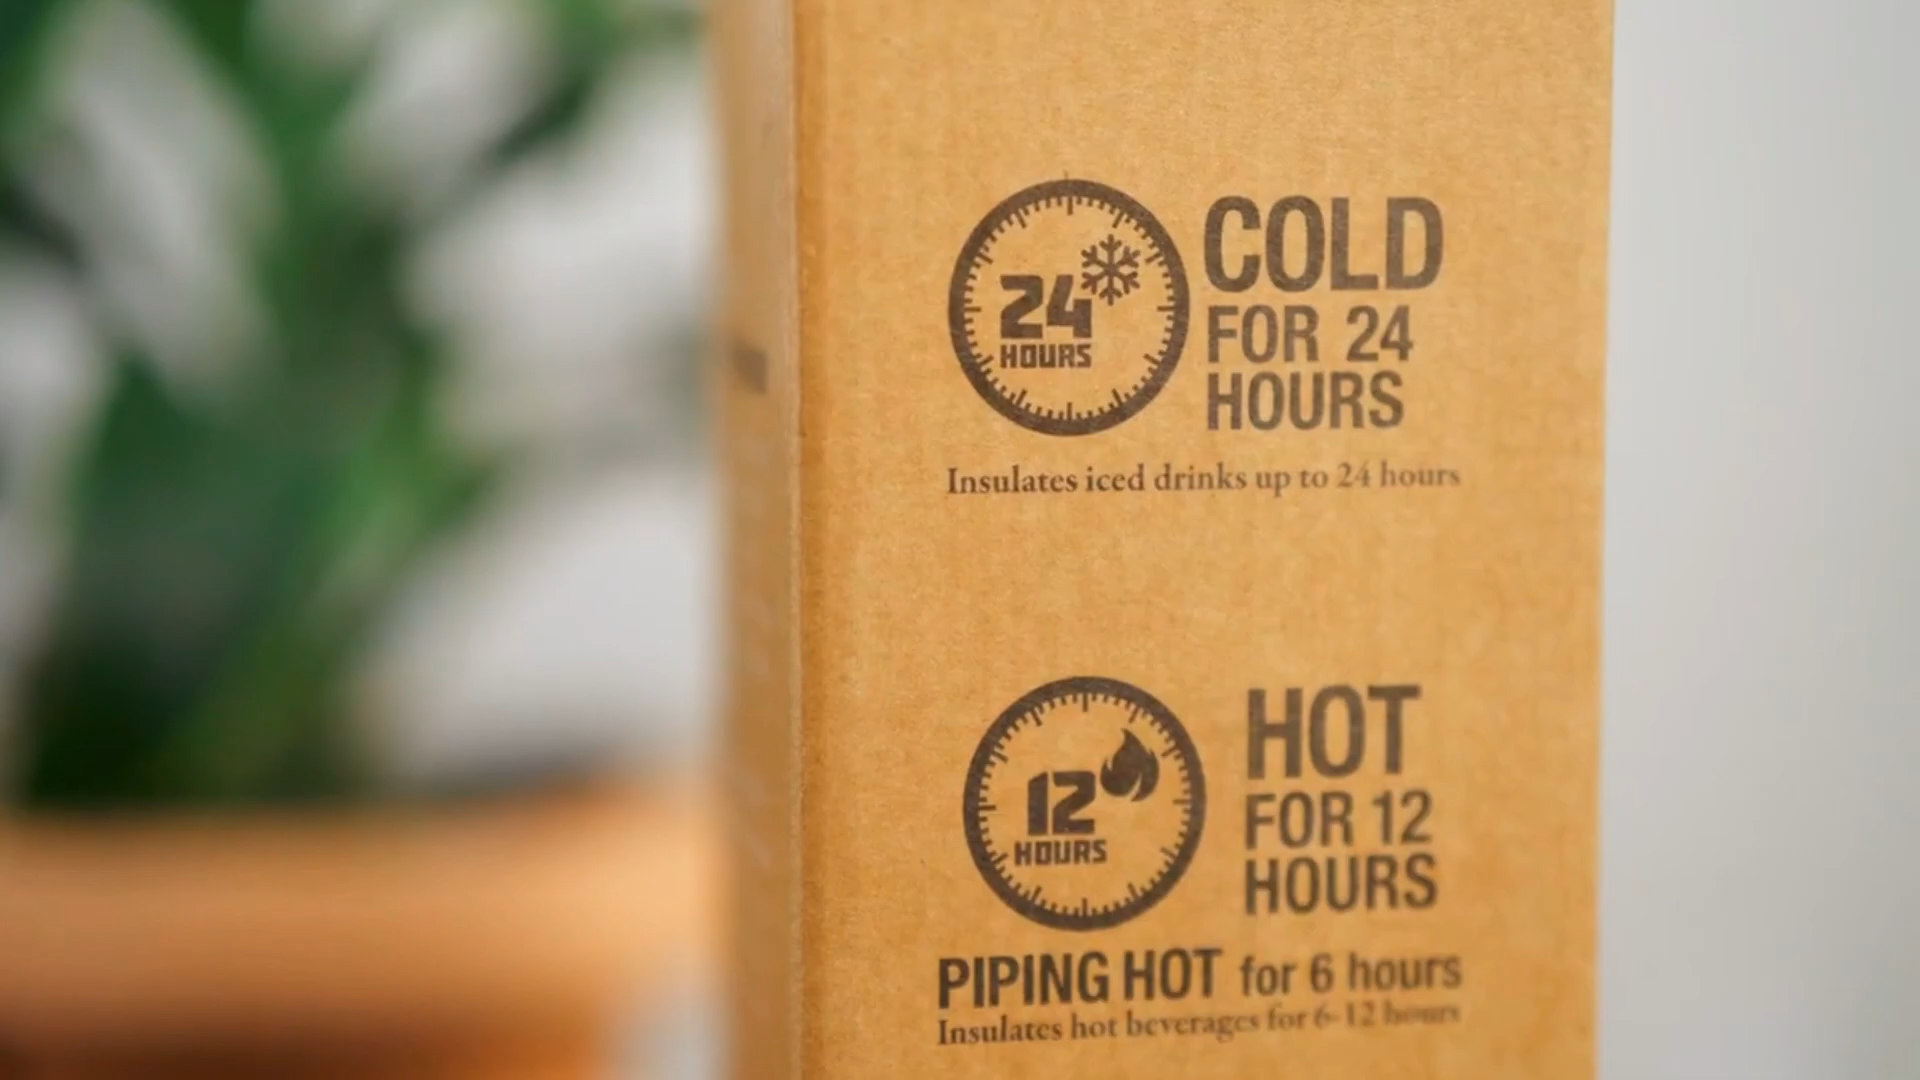 24
HOURS
COLD
FOR 24
HOURS
Insulates iced drinks up to 24 hours
12
HOURS
HOT
FOR 12
HOURS
PIPING HOT for 6 hours
Insulates hot beverages for 6-12 hours